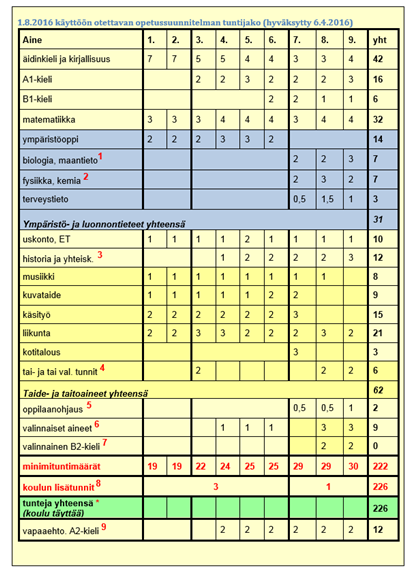 1.8.2016 käyttöön otettavan opetussuunnitelman tuntijako (hyväksytty 6.4.2016)
Aine 1. 2. 3. 4. 5. 6. 7. 8. 9. yht
äidinkieli ja kirjallisuus 7 7 5 5 4 4 3 3 4 42
A1-kieli 2 2 3 2 2 2 3 16
B1-kieli 2 2 1 1 6
matematiikka 3 3 3 4 4 4 3 4 4 32
ympäristöoppi 2 2 2 3 3 2 14
biologia, maantieto1 2 2 3 7
fysiikka, kemia 2 2 3 2 7
terveystieto 0,5 1,5 1 3
Ympäristö- ja luonnontieteet yhteensä 31
uskonto, ET 1 1 1 1 2 1 1 1 1 10
historia ja yhteisk. 3 1 2 2 2 2 3 12
musiikki 1 1 1 1 1 1 1 1 8
kuvataide 1 1 1 1 1 2 2 9
käsityö 2 2 2 2 2 2 3 15
liikunta 2 2 3 3 2 2 2 3 2 21
kotitalous 3 3
tai- ja tai val. tunnit 4 2 2 2 6
Taide- ja taitoaineet yhteensä 62
oppilaanohjaus 5 0,5 0,5 1 2
valinnaiset aineet 6 1 1 1 3 3 9
valinnainen B2-kieli 7 2 2 0
minimituntimäärät 19 19 22 24 25 25 29 29 30 222
koulun lisätunnit 8 3 1 226
tunteja yhteensä *
(koulu täyttää) 226
vapaaehto. A2-kieli 9 2 2 2 2 2 2 12